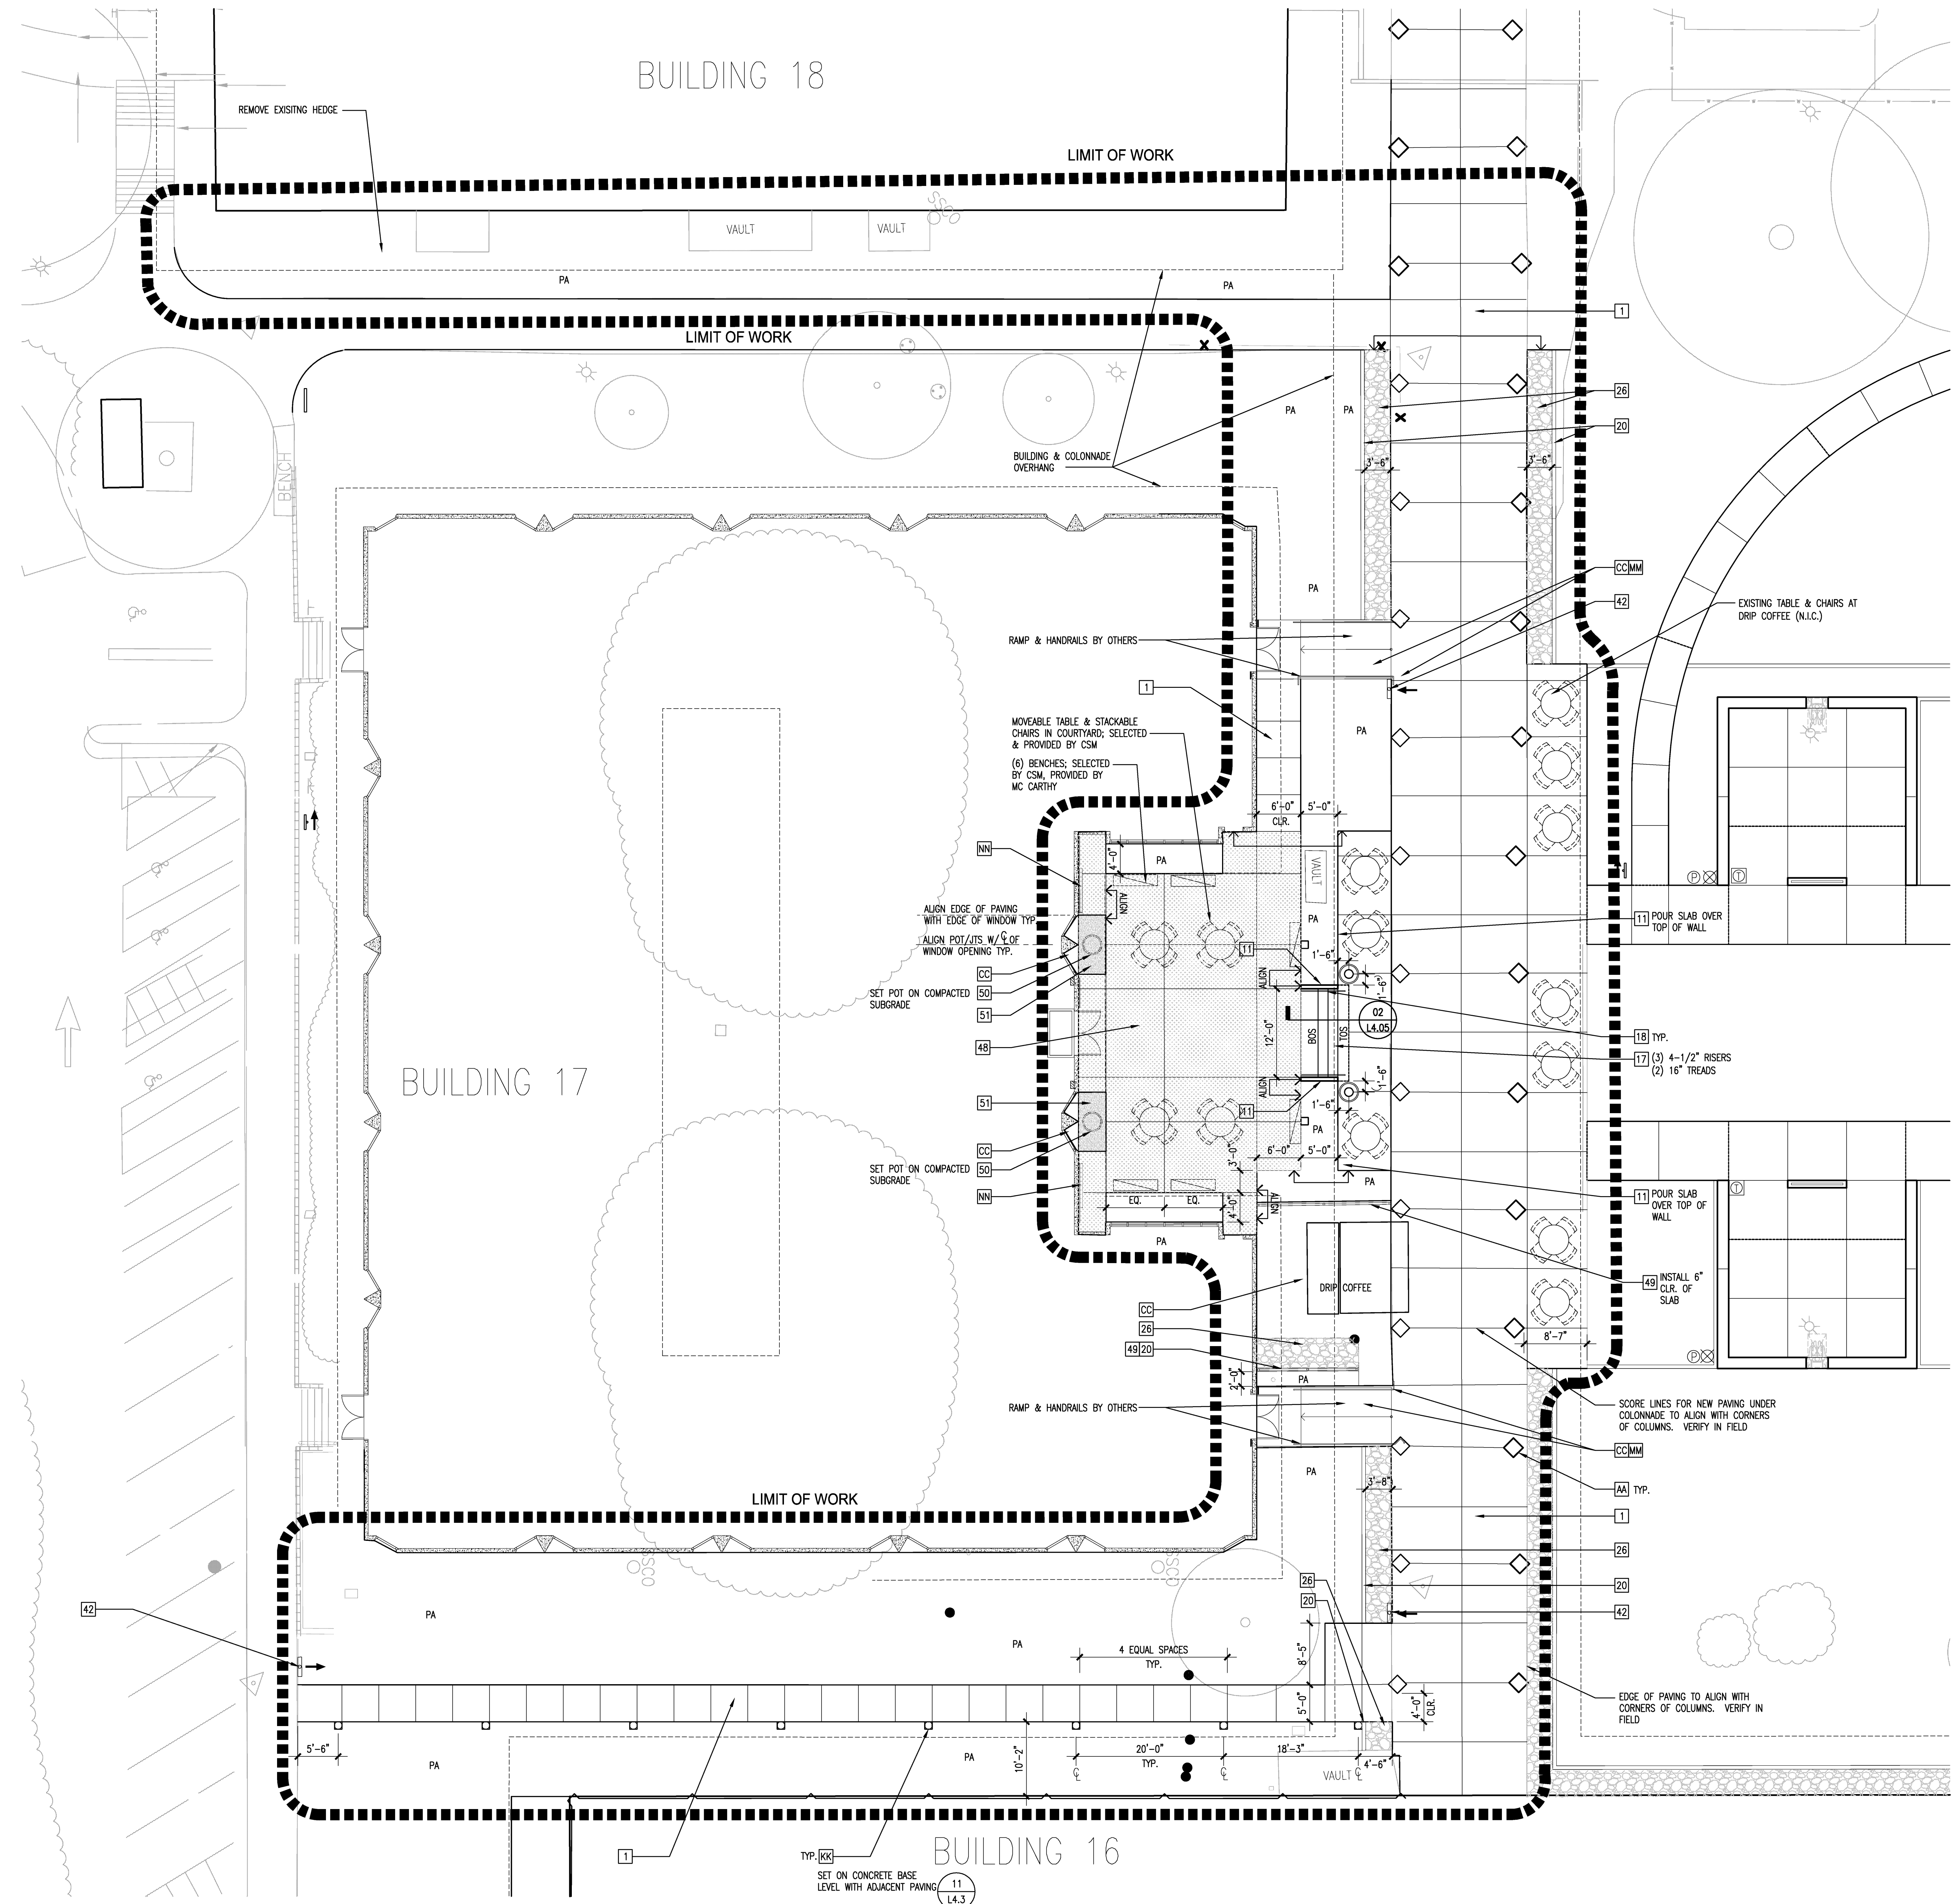 BUILDING 18
REMOVE EXISITNG HEDGE
LIMIT OF WORK
SSCO
VAULT
VAULT
PA
PA
1
LIMIT OF WORK
26
PA
PA
20
BUILDING & COLONNADE
OVERHANG
3'-6"
3'-6"
BENCH
CC MM
PA
42
EXISTING TABLE & CHAIRS AT
DRIP COFFEE (N.I.C.)
RAMP & HANDRAILS BY OTHERS
1
MOVEABLE TABLE & STACKABLE
CHAIRS IN COURTYARD; SELECTED
& PROVIDED BY CSM
PA
(6) BENCHES; SELECTED
BY CSM, PROVIDED BY
MC CARTHY
6'-0"
CLR.
5'-0"
NN
4'-0"
PA
VAULT
P
T
ALIGN
ALIGN EDGE OF PAVING
WITH EDGE OF WINDOW TYP.
PA
11 POUR SLAB OVER
TOP OF WALL
ALIGN POT/JTS W/ ℄ OF
WINDOW OPENING TYP.
11
1'-6"
CC
ALIGN
1'-6"
SET POT ON COMPACTED
SUBGRADE
50
51
02
L4.05
12'-0"
BOS
TOS
18 TYP.
48
17 (3) 4-1/2" RISERS
(2) 16" TREADS
BUILDING 17
ALIGN
1'-6"
51
11
1'-6"
PA
CC
6'-0"
5'-0"
3'-0"
SET POT ON COMPACTED
SUBGRADE
50
PA
T
NN
EQ.
EQ.
4'-0"
ALIGN
11 POUR SLAB
OVER TOP OF
WALL
PA
49 INSTALL 6"
CLR. OF
SLAB
DRIP COFFEE
CC
26
8'-7"
49 20
P
2'-0"
PA
RAMP & HANDRAILS BY OTHERS
SCORE LINES FOR NEW PAVING UNDER
COLONNADE TO ALIGN WITH CORNERS
OF COLUMNS. VERIFY IN FIELD
CC MM
PA
3'-8"
AA TYP.
LIMIT OF WORK
1
26
SSCO
SSCO
26
20
20
42
42
PA
PA
4 EQUAL SPACES
TYP.
8'-5"
5'-0"
4'-0"
CLR.
EDGE OF PAVING TO ALIGN WITH
CORNERS OF COLUMNS. VERIFY IN
FIELD
5'-6"
PA
PA
10'-2"
20'-0"
TYP.
18'-3"
4'-6"
℄
℄
VAULT ℄
BUILDING 16
1
TYP. KK
SET ON CONCRETE BASE
LEVEL WITH ADJACENT PAVING
11
L4.3